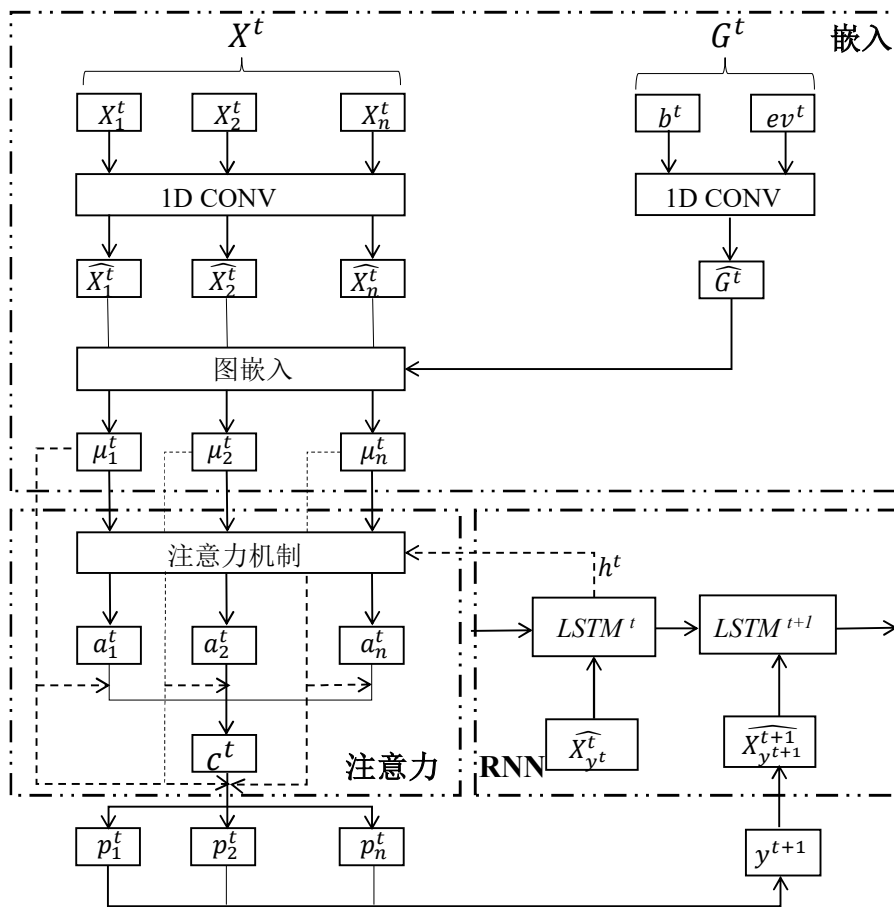 X^t G^t 嵌入
X_1^t X_2^t X_n^t b^t ev^t
1D CONV 1D CONV
\widehat{X_1^t} \widehat{X_2^t} \widehat{X_n^t} \widehat{G^t}
图嵌入
μ_1^t μ_2^t μ_n^t
注意力机制 h^t
a_1^t a_2^t a_n^t LSTM^t LSTM^{t+1}
c^t 注意力 RNN \widehat{X_{y^t}^t} \widehat{X_{y^{t+1}}^{t+1}}
p_1^t p_2^t p_n^t y^{t+1}